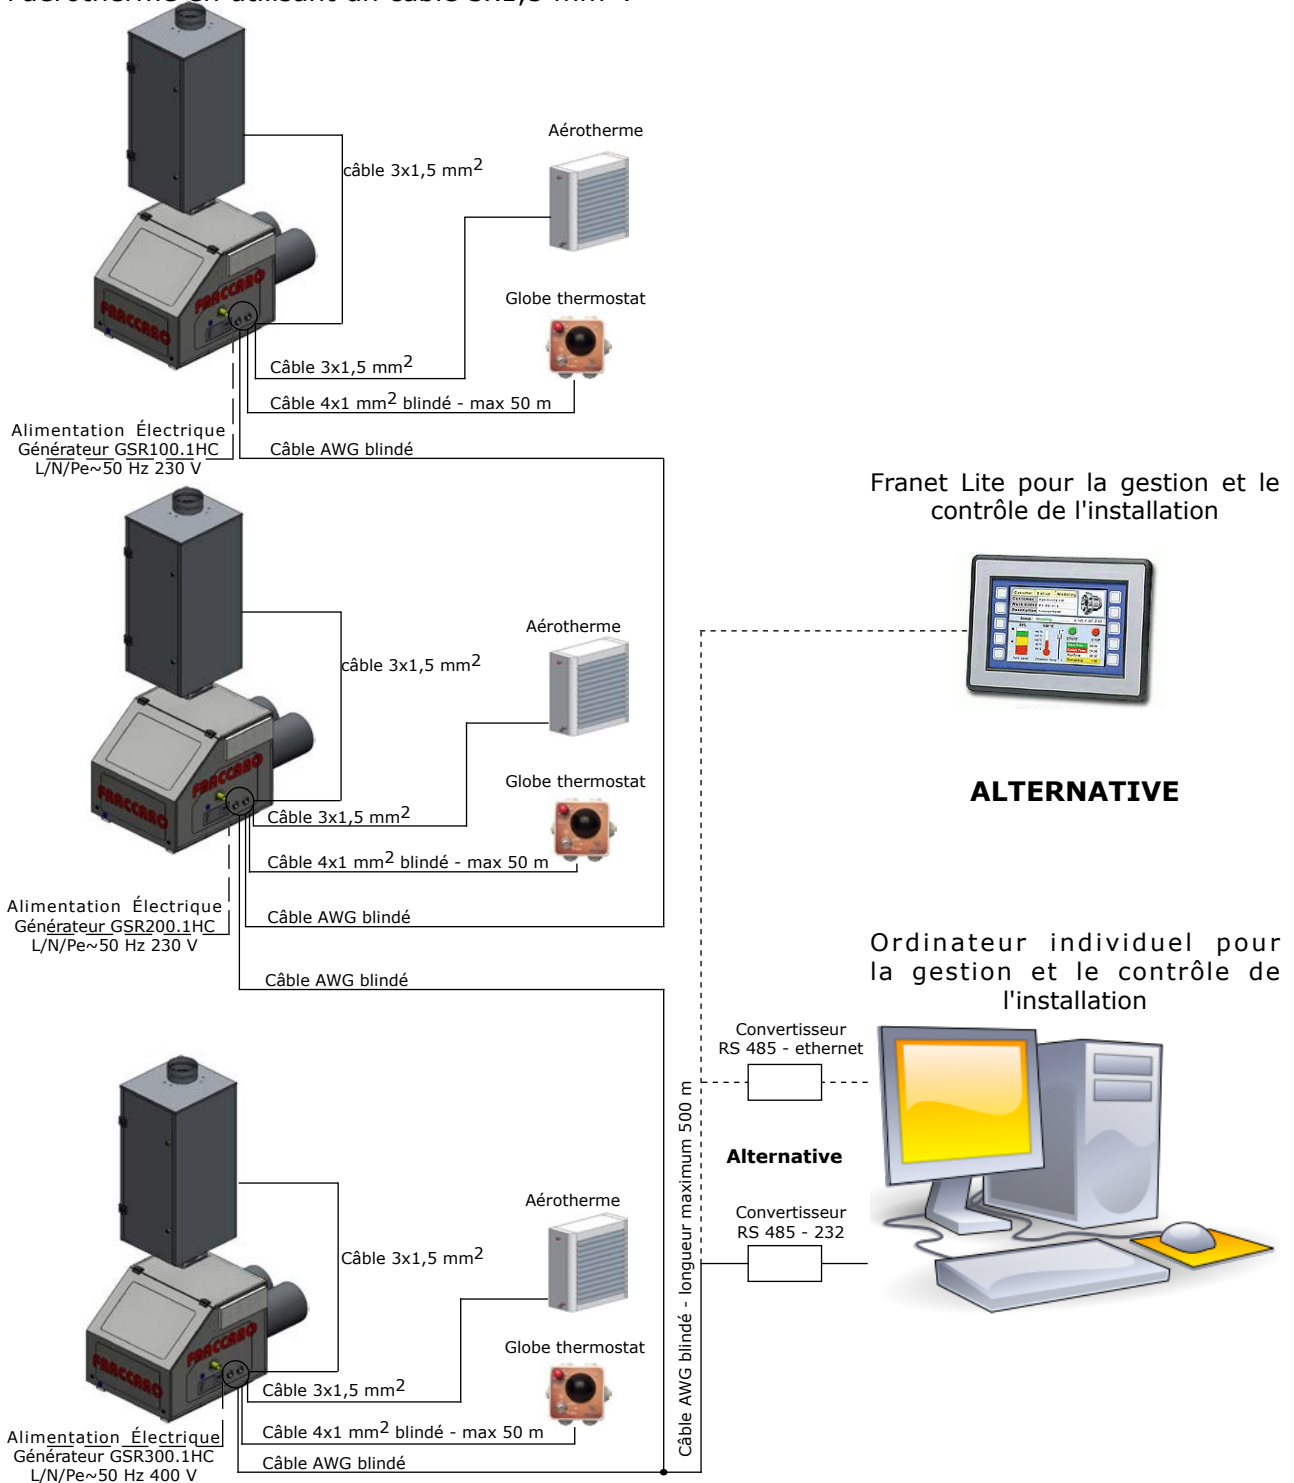 l'aérotherme en utilisant un câble 3x1,5 mm².
Aérotherme
câble 3x1,5 mm2
Globe thermostat
FRACCARO
FRACCARO
Câble 3x1,5 mm2
Câble 4x1 mm2 blindé - max 50 m
Alimentation Électrique
Générateur GSR100.1HC
L/N/Pe~50 Hz 230 V
Câble AWG blindé
Franet Lite pour la gestion et le
contrôle de l'installation
Aérotherme
câble 3x1,5 mm2
Globe thermostat
FRACCARO
FRACCARO
ALTERNATIVE
Câble 3x1,5 mm2
Câble 4x1 mm2 blindé - max 50 m
Alimentation Électrique
Générateur GSR200.1HC
L/N/Pe~50 Hz 230 V
Câble AWG blindé
Ordinateur individuel pour
la gestion et le contrôle de
l'installation
Câble AWG blindé
Convertisseur
RS 485 - ethernet
Câble AWG blindé - longueur maximum 500 m
Alternative
Convertisseur
RS 485 - 232
Aérotherme
Câble 3x1,5 mm2
Globe thermostat
FRACCARO
FRACCARO
Câble 3x1,5 mm2
Câble 4x1 mm2 blindé - max 50 m
Alimentation Électrique
Générateur GSR300.1HC
L/N/Pe~50 Hz 400 V
Câble AWG blindé